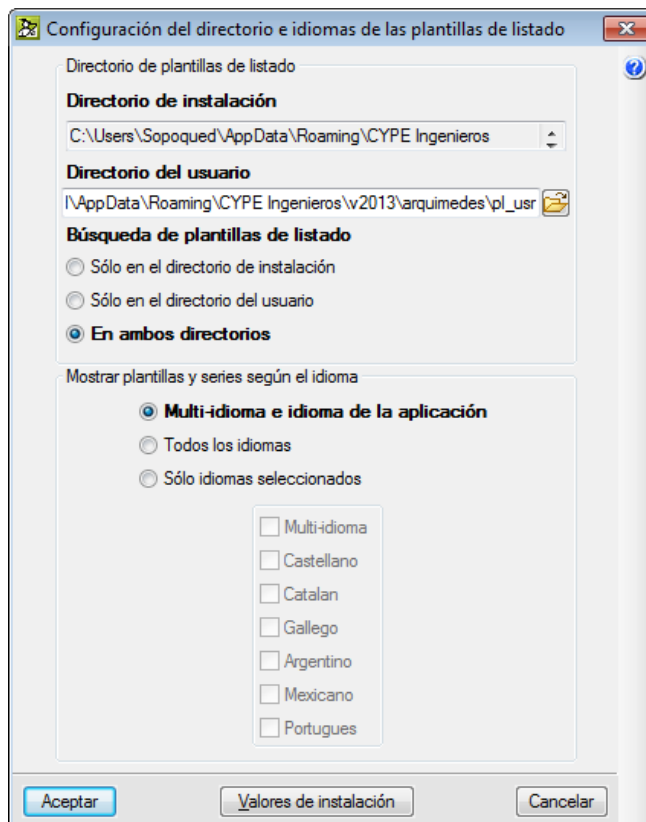 Configuración del directorio e idiomas de las plantillas de listado
Directorio de plantillas de listado
Directorio de instalación
C:\Users\Sopoqued\AppData\Roaming\CYPE Ingenieros
Directorio del usuario
l\AppData\Roaming\CYPE Ingenieros\v2013\arquimedes\pl_usr
Búsqueda de plantillas de listado
Sólo en el directorio de instalación
Sólo en el directorio del usuario
En ambos directorios
Mostrar plantillas y series según el idioma
Multi-idioma e idioma de la aplicación
Todos los idiomas
Sólo idiomas seleccionados
Multi-idioma
Castellano
Catalan
Gallego
Argentino
Mexicano
Portugues
Aceptar
Valores de instalación
Cancelar